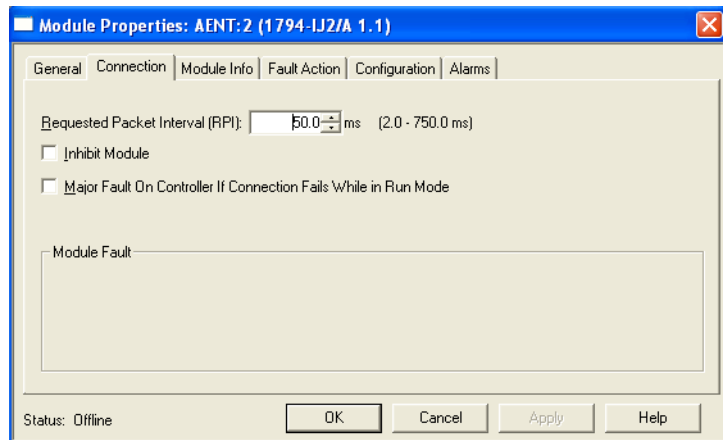 Module Properties: AENT:2 (1794-IJ2/A 1.1)
General Connection Module Info Fault Action Configuration Alarms
Requested Packet Interval (RPI): 50.0 ms (2.0 - 750.0 ms)
Inhibit Module
Major Fault On Controller If Connection Fails While in Run Mode
Module Fault
Status: Offline OK Cancel Apply Help